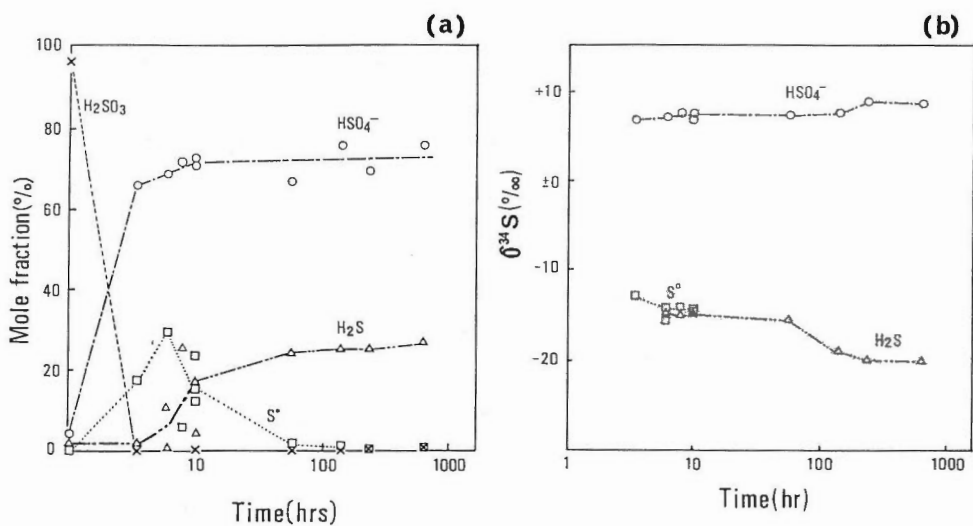 (a)
100
80
60
40
20
0
Mole fraction(%)
H₂SO₃
HSO₄⁻
H₂S
S°
10
100
1000
Time(hrs)
(b)
+10
±0
-10
-20
δ³⁴S(°/∞)
HSO₄⁻
S°
H₂S
1
10
100
1000
Time(hr)